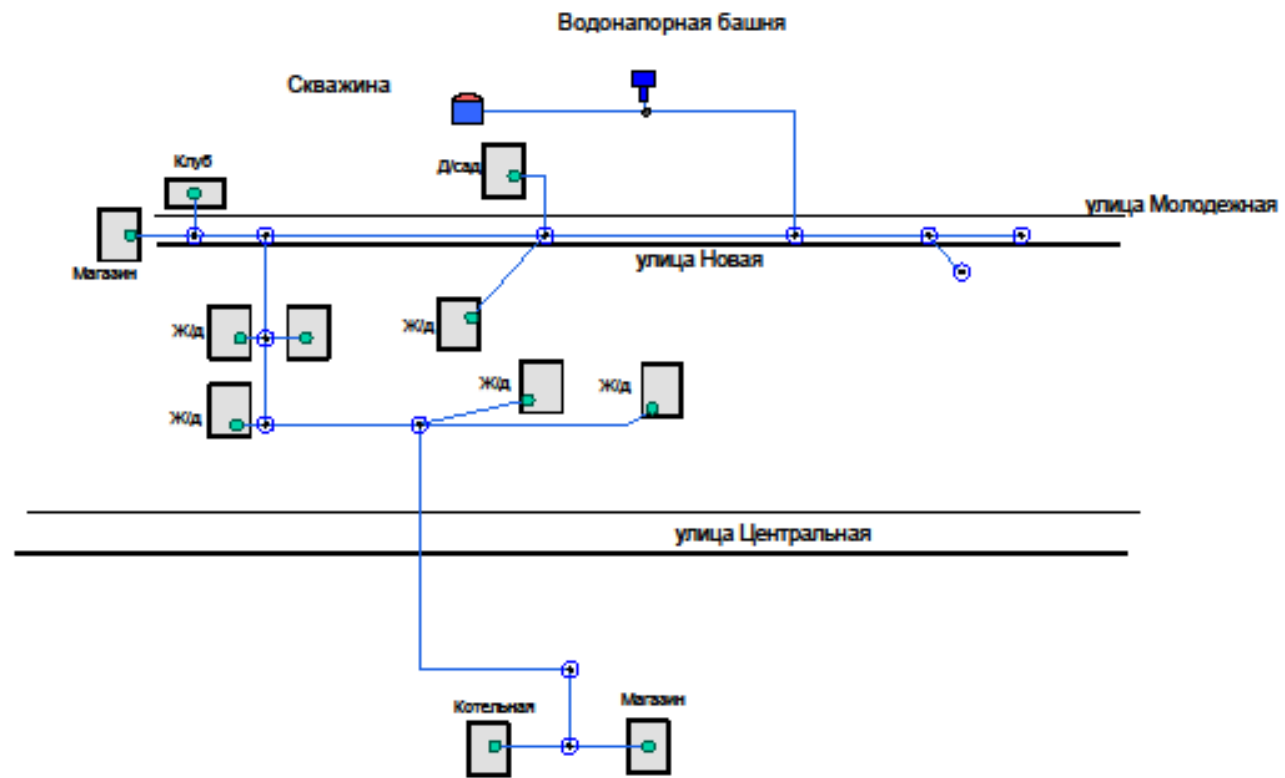 Водонапорная башня
Скважина
Клуб
Д/сад
улица Молодежная
Магазин
улица Новая
Ж/д
Ж/д
Ж/д
Ж/д
Ж/д
улица Центральная
Котельная
Магазин